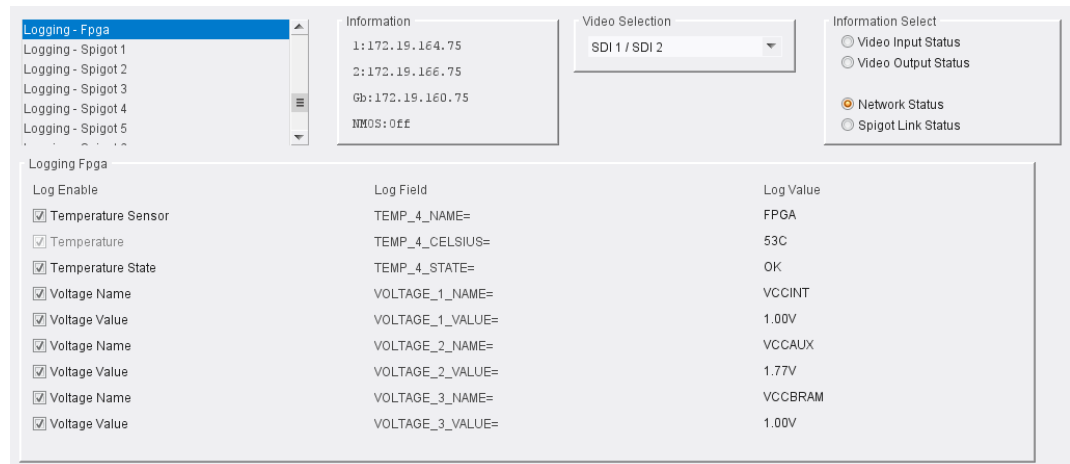 Logging - Fpga
Logging - Spigot 1
Logging - Spigot 2
Logging - Spigot 3
Logging - Spigot 4
Logging - Spigot 5
Information
1:172.19.164.75
2:172.19.166.75
Gb:172.19.160.75
NMOS:Off
Video Selection
SDI 1 / SDI 2
Information Select
Video Input Status
Video Output Status
Network Status
Spigot Link Status
Logging Fpga
Log Enable Log Field Log Value
Temperature Sensor TEMP_4_NAME= FPGA
Temperature TEMP_4_CELSIUS= 53C
Temperature State TEMP_4_STATE= OK
Voltage Name VOLTAGE_1_NAME= VCCINT
Voltage Value VOLTAGE_1_VALUE= 1.00V
Voltage Name VOLTAGE_2_NAME= VCCAUX
Voltage Value VOLTAGE_2_VALUE= 1.77V
Voltage Name VOLTAGE_3_NAME= VCCBRAM
Voltage Value VOLTAGE_3_VALUE= 1.00V